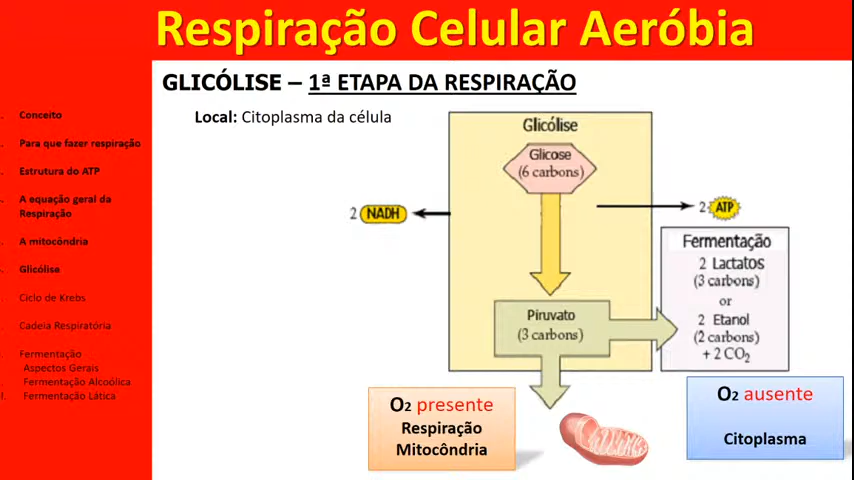 Respiração Celular Aeróbia
GLICÓLISE – 1ª ETAPA DA RESPIRAÇÃO
Local: Citoplasma da célula
Conceito
Para que fazer respiração
Estrutura do ATP
A equação geral da
Respiração
A mitocôndria
Glicólise
Ciclo de Krebs
Cadeia Respiratória
Fermentação
Aspectos Gerais
Fermentação Alcoólica
Fermentação Lática
Glicólise
Glicose
(6 carbons)
2 NADH
2 ATP
Piruvato
(3 carbons)
Fermentação
2 Lactatos
(3 carbons)
or
2 Etanol
(2 carbons)
+ 2 CO2
O2 presente
Respiração
Mitocôndria
O2 ausente
Citoplasma